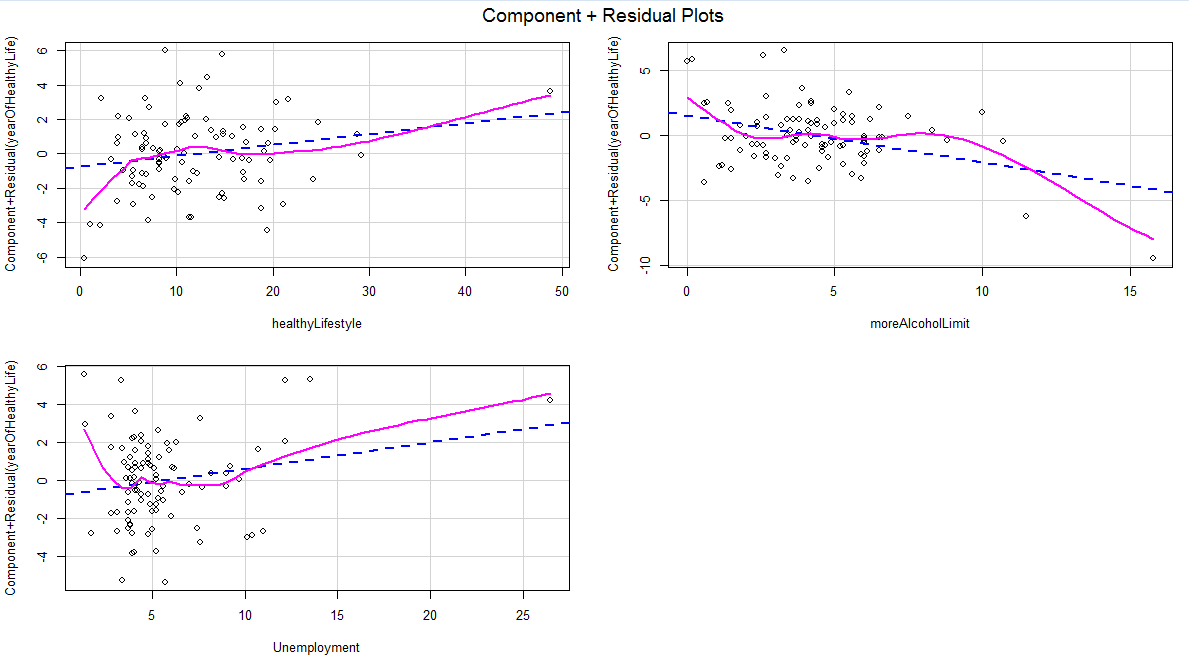 Component + Residual Plots
Component+Residual(yearOfHealthyLife)
6
4
2
0
-2
-4
-6
0 10 20 30 40 50
healthyLifestyle
Component+Residual(yearOfHealthyLife)
5
0
-5
-10
0 5 10 15
moreAlcoholLimit
Component+Residual(yearOfHealthyLife)
6
4
2
0
-2
-4
5 10 15 20 25
Unemployment